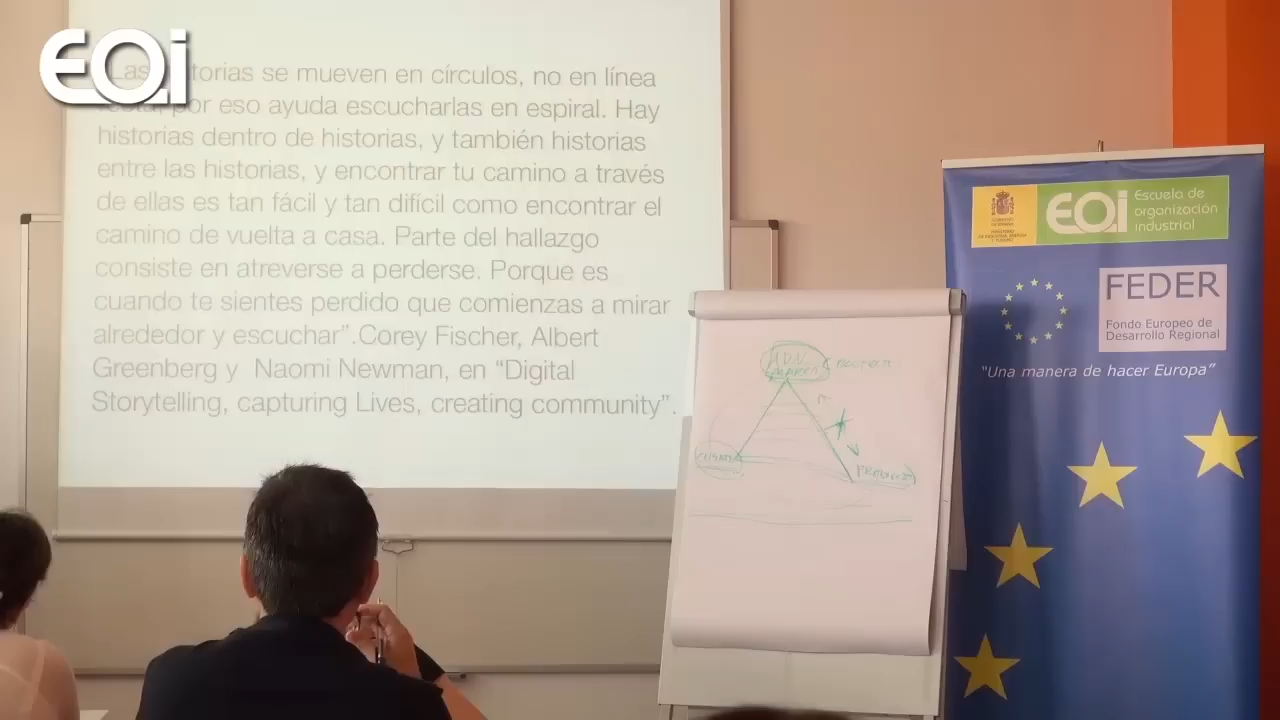 EOi
Las torias se mueven en círculos, no en línea
por eso ayuda escucharlas en espiral. Hay
historias dentro de historias, y también historias
entre las historias, y encontrar tu camino a través
de ellas es tan fácil y tan difícil como encontrar el
camino de vuelta a casa. Parte del hallazgo
consiste en atreverse a perderse. Porque es
cuando te sientes perdido que comienzas a mirar
alrededor y escuchar”.Corey Fischer, Albert
Greenberg y Naomi Newman, en “Digital
Storytelling, capturing Lives, creating community”.
ADN
EOi Escuela de
organización
industrial
FEDER
Fondo Europeo de
Desarrollo Regional
“Una manera de hacer Europa”